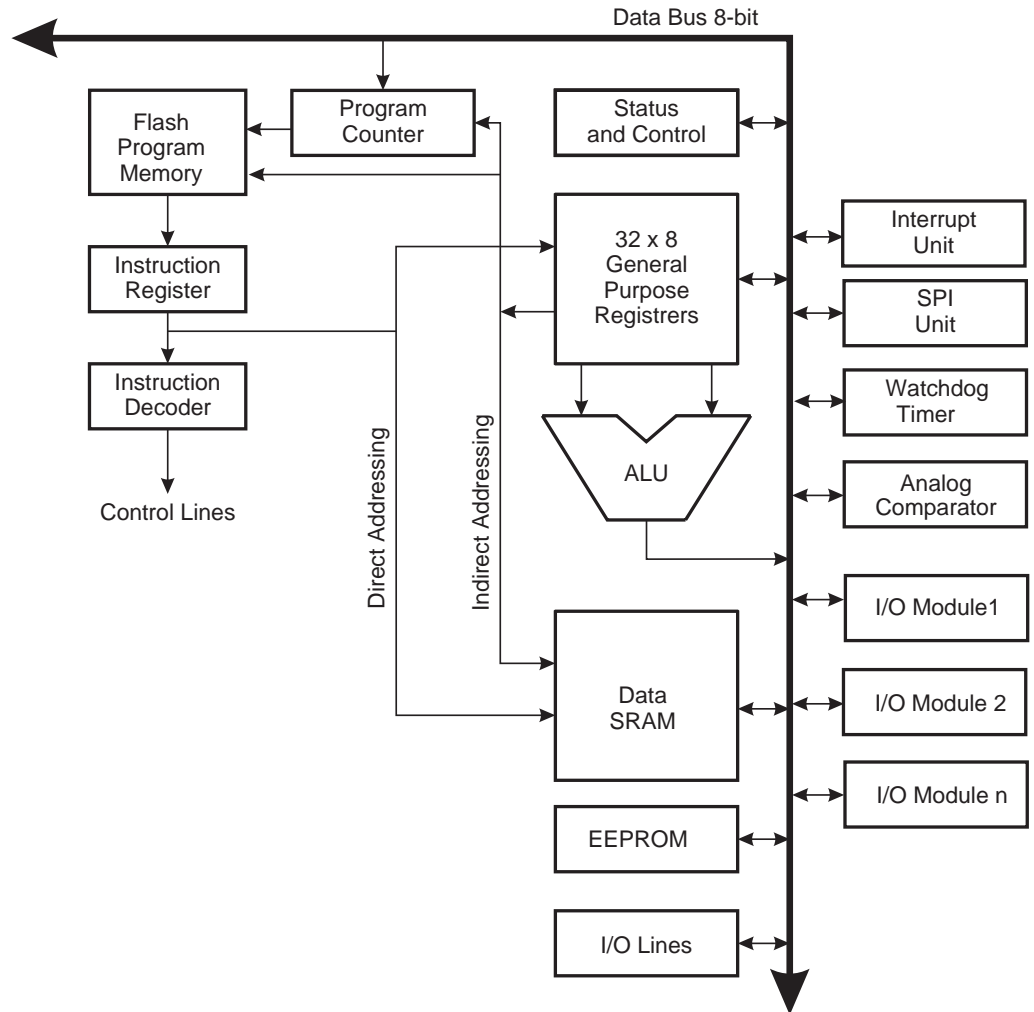 Data Bus 8-bit
Flash
Program
Memory
Program
Counter
Status
and Control
32 x 8
General
Purpose
Registrers
Interrupt
Unit
Instruction
Register
SPI
Unit
Instruction
Decoder
Watchdog
Timer
Direct Addressing
Indirect Addressing
ALU
Analog
Comparator
Control Lines
I/O Module1
Data
SRAM
I/O Module 2
I/O Module n
EEPROM
I/O Lines